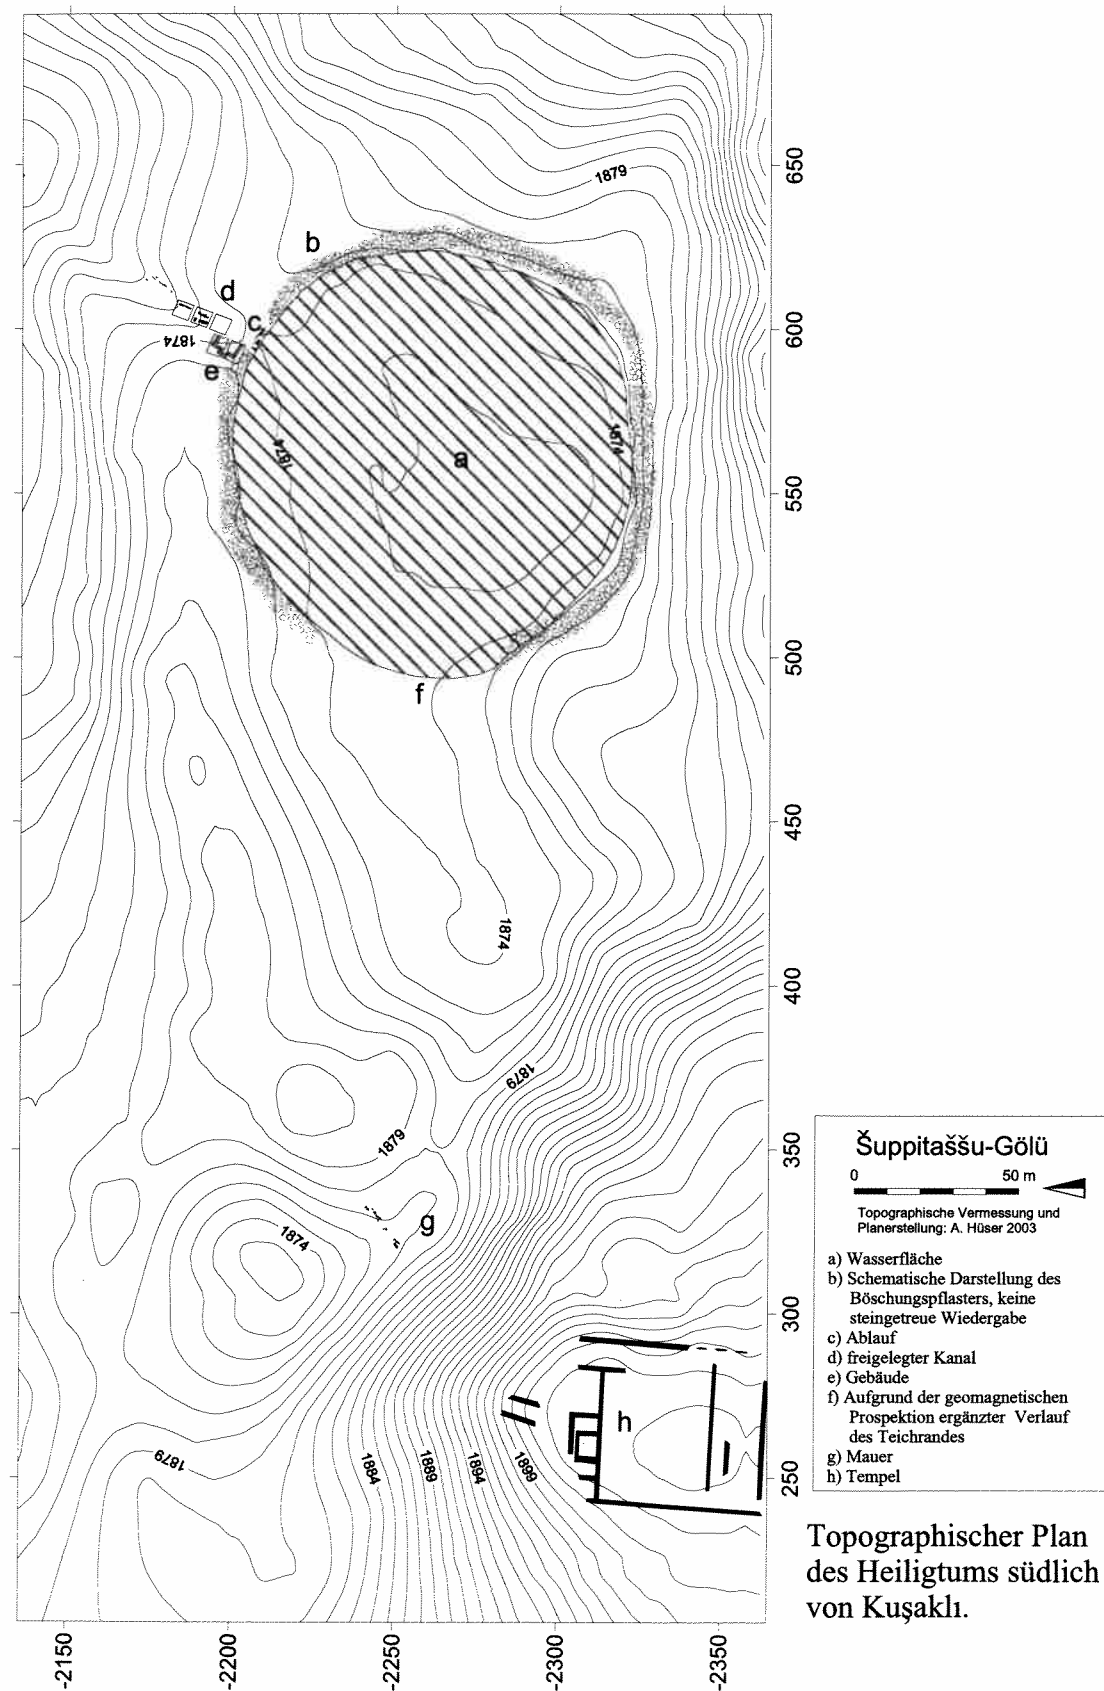 650
1879
b
d
c
600
1874
e
1874
1874
a
550
500
f
450
1874
400
1879
1879
350
g
1874
300
h
1879
1884
1889
1894
1899
250
-2150
-2200
-2250
-2300
-2350
Šuppitaššu-Gölü
0 50 m
Topographische Vermessung und
Planerstellung: A. Hüser 2003
a) Wasserfläche
b) Schematische Darstellung des
Böschungspflasters, keine
steingetreue Wiedergabe
c) Ablauf
d) freigelegter Kanal
e) Gebäude
f) Aufgrund der geomagnetischen
Prospektion ergänzter Verlauf
des Teichrandes
g) Mauer
h) Tempel
Topographischer Plan
des Heiligtums südlich
von Kuşaklı.